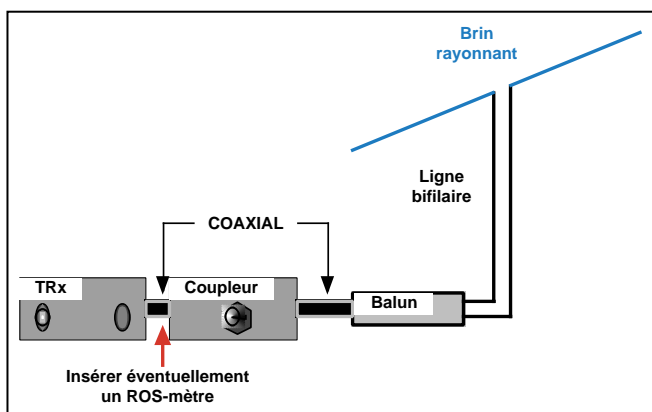 Brin
rayonnant
Ligne
bifilaire
COAXIAL
TRx
Coupleur
Balun
Insérer éventuellement
un ROS-mètre